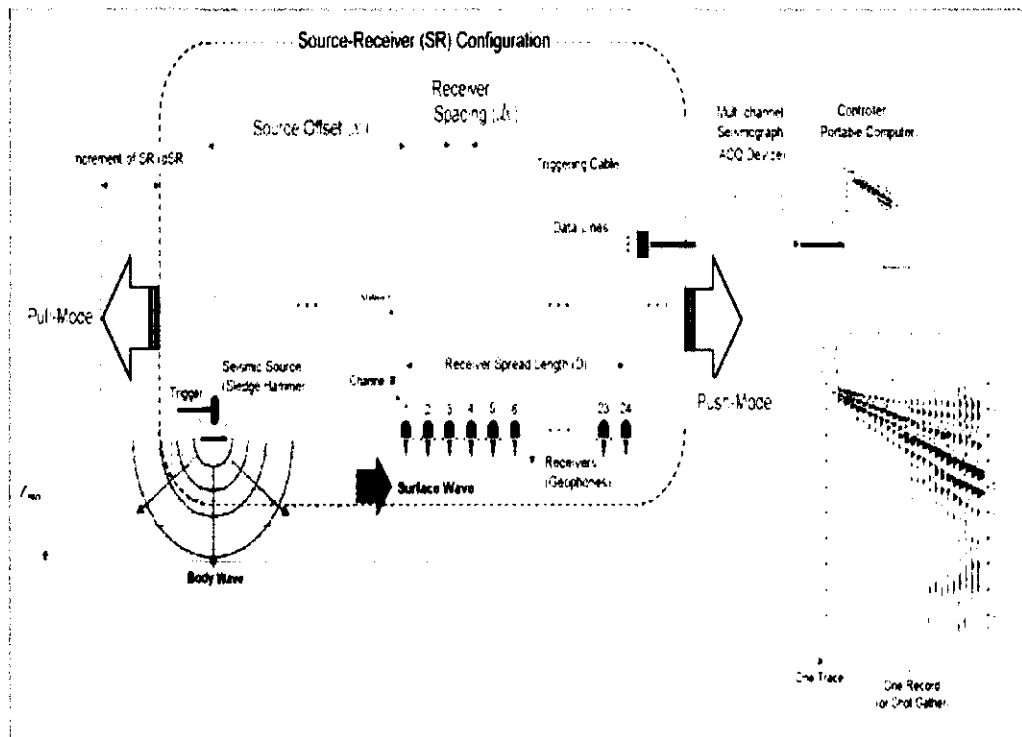 Source-Receiver (SR) Configuration
Receiver
Spacing
Source Offset
Increment of SR
Multi channel
Seismograph
ACQ Device)
Controller
Portable Computer
Triggering Cable
Data Lines
Pull-Mode
Push-Mode
Seismic Source
(Sledge Hammer
Trigger
Receiver Spread Length (D)
Channel #
1 2 3 4 5 6 23 24
Receivers
(Geophones)
Surface Wave
Body Wave
One Trace
One Record
(or Shot Gather)